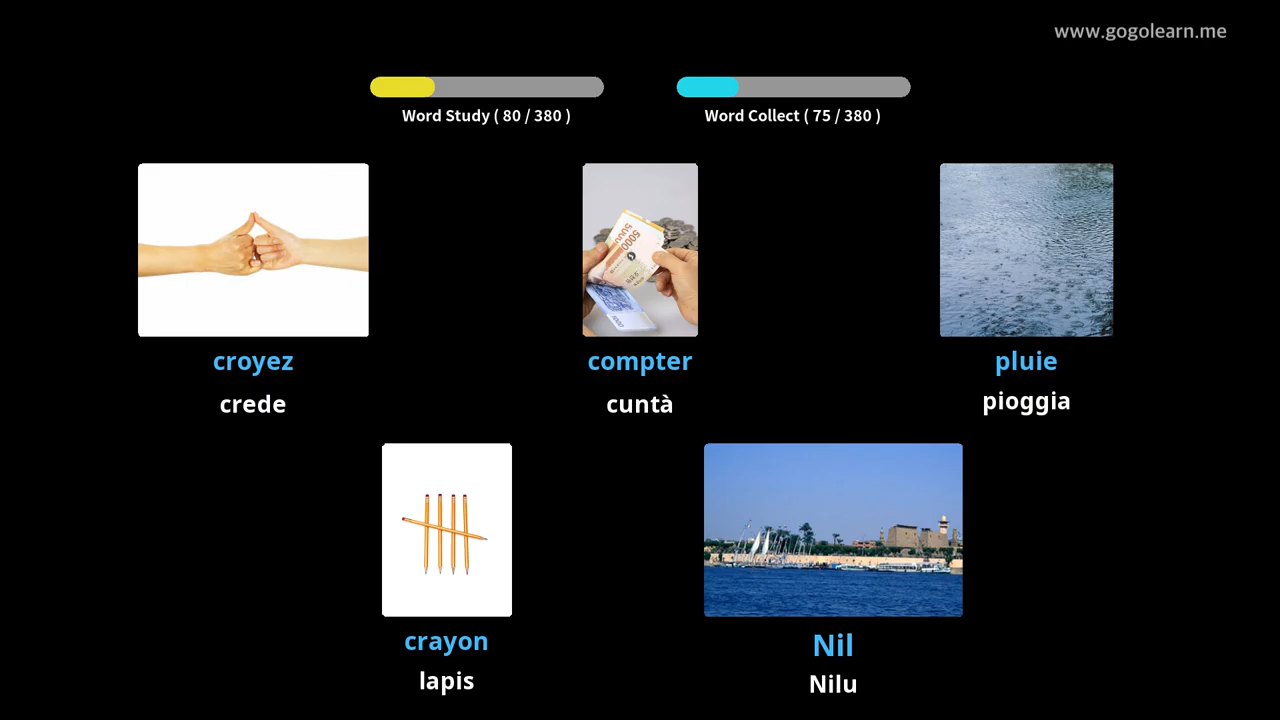 www.gogolearn.me
Word Study ( 80 / 380 )
Word Collect ( 75 / 380 )
croyez
crede
compter
cuntà
pluie
pioggia
crayon
lapis
Nil
Nilu